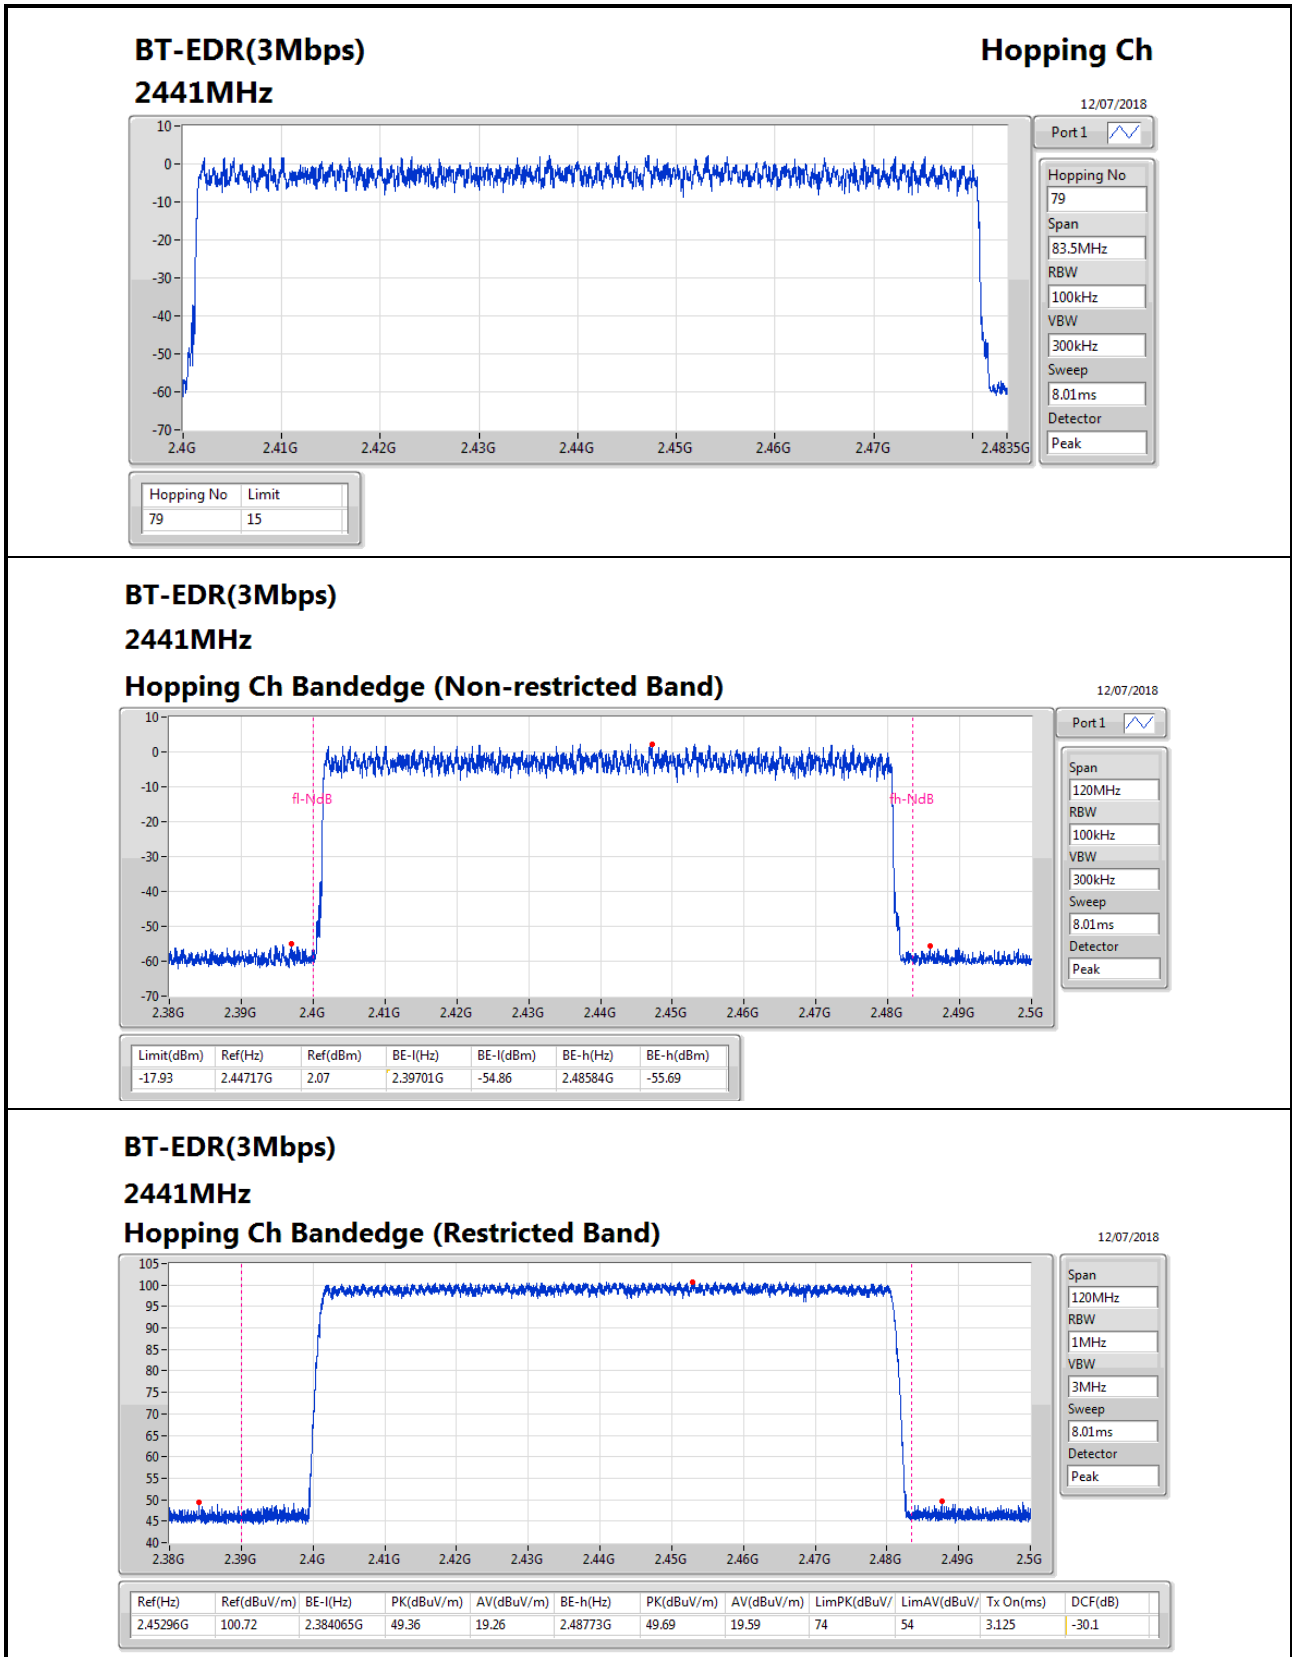 BT-EDR(3Mbps)
Hopping Ch
2441MHz
12/07/2018
10
0
-10
-20
-30
-40
-50
-60
-70
2.4G 2.41G 2.42G 2.43G 2.44G 2.45G 2.46G 2.47G 2.4835G
Port 1
Hopping No
79
Span
83.5MHz
RBW
100kHz
VBW
300kHz
Sweep
8.01ms
Detector
Peak
Hopping No Limit
79 15
BT-EDR(3Mbps)
2441MHz
Hopping Ch Bandedge (Non-restricted Band)
12/07/2018
10
0
-10
-20
-30
-40
-50
-60
-70
fl-NdB
fh-NdB
2.38G 2.39G 2.4G 2.41G 2.42G 2.43G 2.44G 2.45G 2.46G 2.47G 2.48G 2.49G 2.5G
Port 1
Span
120MHz
RBW
100kHz
VBW
300kHz
Sweep
8.01ms
Detector
Peak
Limit(dBm) Ref(Hz) Ref(dBm) BE-l(Hz) BE-l(dBm) BE-h(Hz) BE-h(dBm)
-17.93 2.44717G 2.07 2.39701G -54.86 2.48584G -55.69
BT-EDR(3Mbps)
2441MHz
Hopping Ch Bandedge (Restricted Band)
12/07/2018
105
100
95
90
85
80
75
70
65
60
55
50
45
40
2.38G 2.39G 2.4G 2.41G 2.42G 2.43G 2.44G 2.45G 2.46G 2.47G 2.48G 2.49G 2.5G
Span
120MHz
RBW
1MHz
VBW
3MHz
Sweep
8.01ms
Detector
Peak
Ref(Hz) Ref(dBuV/m) BE-l(Hz) PK(dBuV/m) AV(dBuV/m) BE-h(Hz) PK(dBuV/m) AV(dBuV/m) LimPK(dBuV/ LimAV(dBuV/ Tx On(ms) DCF(dB)
2.45296G 100.72 2.384065G 49.36 19.26 2.48773G 49.69 19.59 74 54 3.125 -30.1